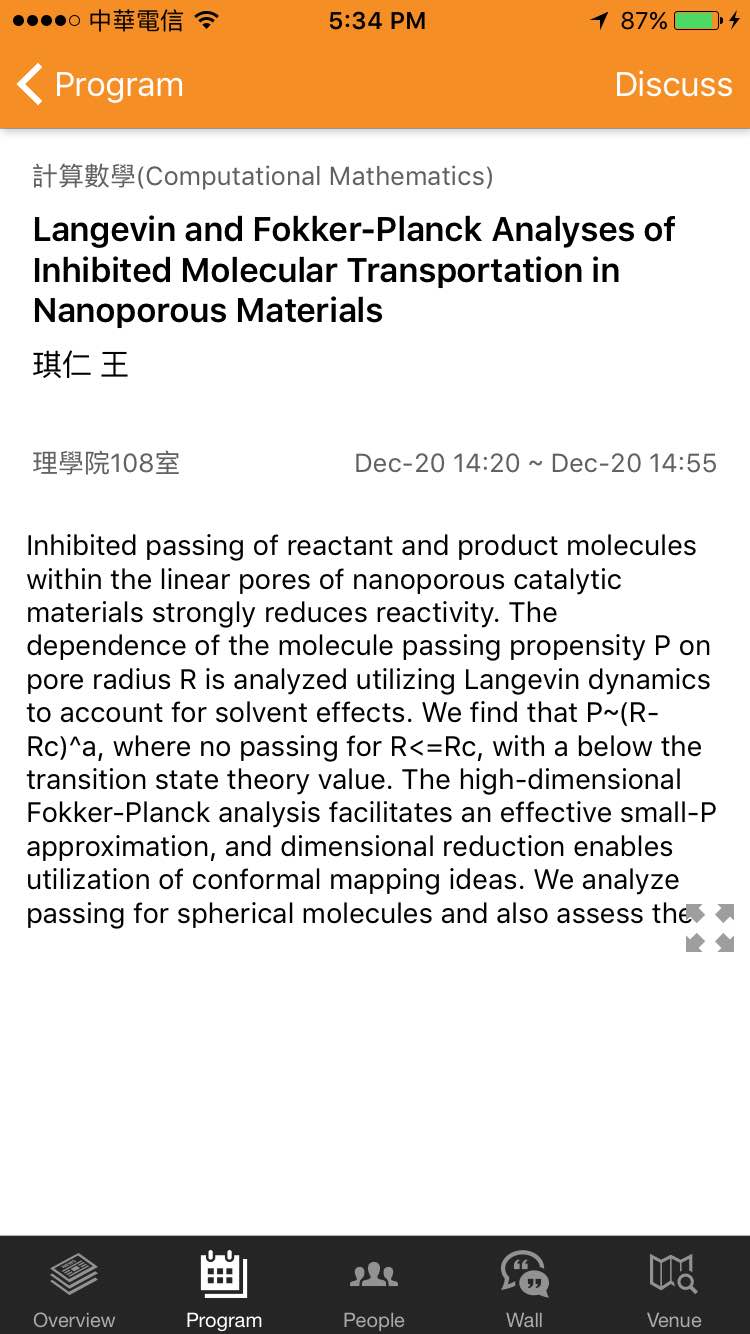 中華電信 5:34 PM 87%
Program Discuss
計算數學(Computational Mathematics)
Langevin and Fokker-Planck Analyses of
Inhibited Molecular Transportation in
Nanoporous Materials
琪仁 王
理學院108室 Dec-20 14:20 ~ Dec-20 14:55
Inhibited passing of reactant and product molecules
within the linear pores of nanoporous catalytic
materials strongly reduces reactivity. The
dependence of the molecule passing propensity P on
pore radius R is analyzed utilizing Langevin dynamics
to account for solvent effects. We find that P~(R-
Rc)^a, where no passing for R<=Rc, with a below the
transition state theory value. The high-dimensional
Fokker-Planck analysis facilitates an effective small-P
approximation, and dimensional reduction enables
utilization of conformal mapping ideas. We analyze
passing for spherical molecules and also assess the
Overview Program People Wall Venue